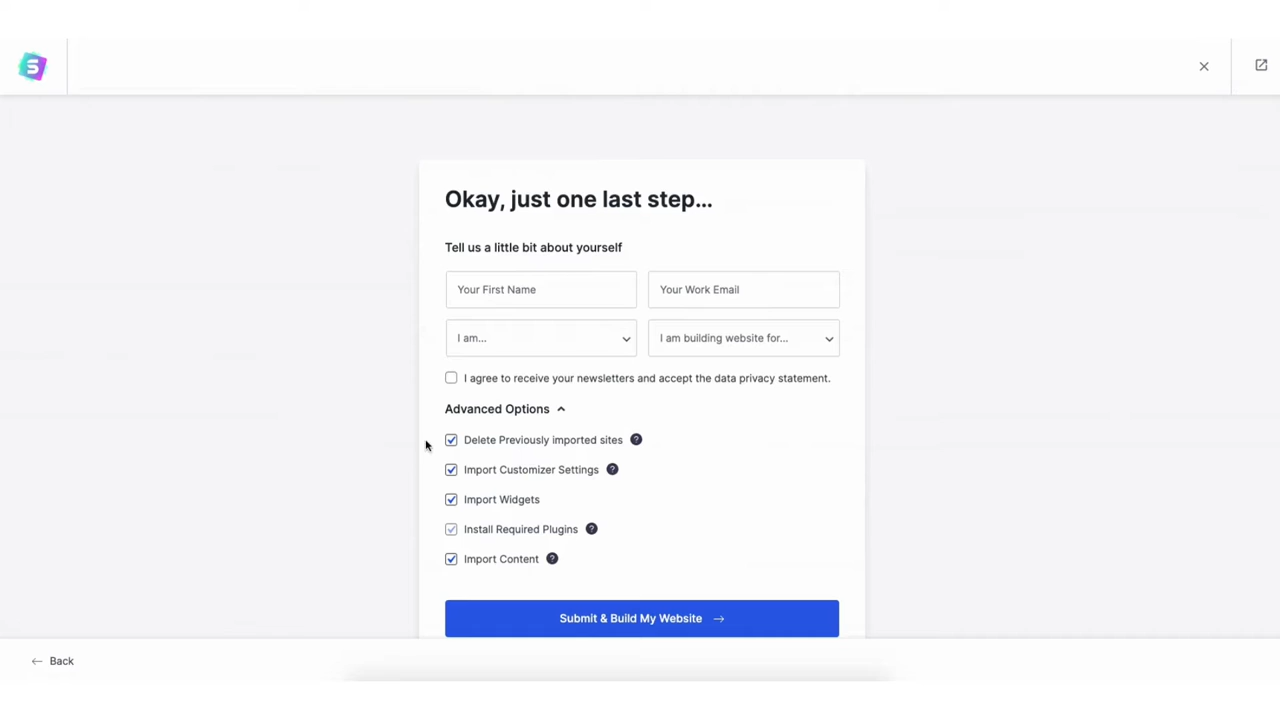 S
Okay, just one last step...
Tell us a little bit about yourself
Your First Name
Your Work Email
I am...
I am building website for...
I agree to receive your newsletters and accept the data privacy statement.
Advanced Options
Delete Previously imported sites ?
Import Customizer Settings ?
Import Widgets
Install Required Plugins ?
Import Content ?
Submit & Build My Website →
← Back